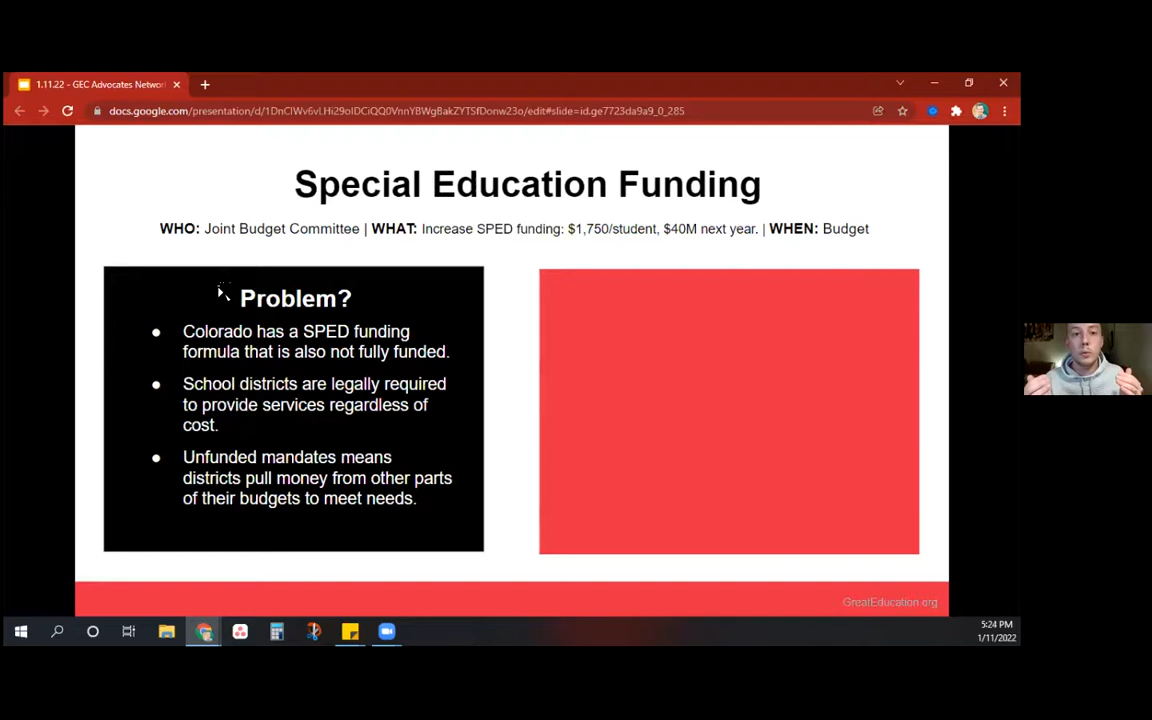 1.11.22 - GEC Advocates Networ
docs.google.com/presentation/d/1DnClWv6vLHi29olDCiQQ0VnnYBWgBakZYTSfDonw23o/edit#slide=id.ge7723da9a9_0_285
Special Education Funding
WHO: Joint Budget Committee | WHAT: Increase SPED funding: $1,750/student, $40M next year. | WHEN: Budget
Problem?
● Colorado has a SPED funding
formula that is also not fully funded.
● School districts are legally required
to provide services regardless of
cost.
● Unfunded mandates means
districts pull money from other parts
of their budgets to meet needs.
GreatEducation.org
5:24 PM
1/11/2022